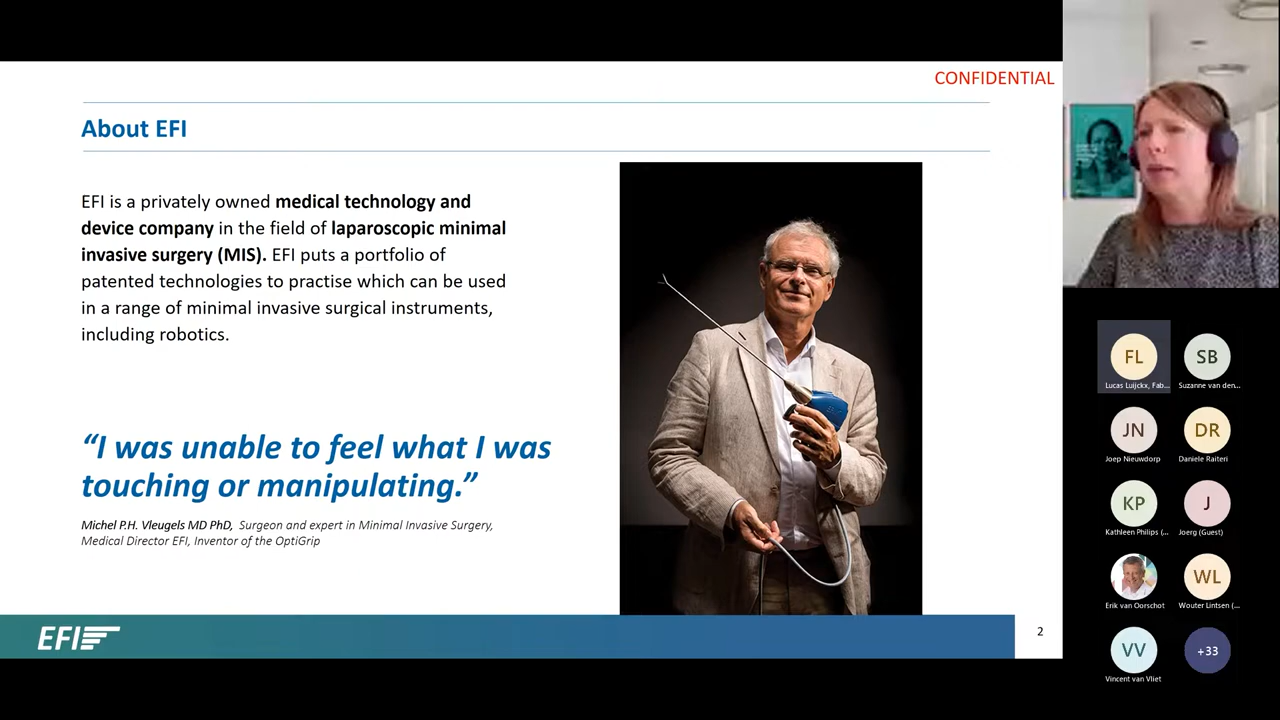 CONFIDENTIAL
About EFI
EFI is a privately owned medical technology and
device company in the field of laparoscopic minimal
invasive surgery (MIS). EFI puts a portfolio of
patented technologies to practise which can be used
in a range of minimal invasive surgical instruments,
including robotics.
“I was unable to feel what I was
touching or manipulating.”
Michel P.H. Vleugels MD PhD, Surgeon and expert in Minimal Invasive Surgery,
Medical Director EFI, Inventor of the OptiGrip
EFI
2
FL
Lucas Luijckx, Fab...
SB
Suzanne van den...
JN
Joep Nieuwdorp
DR
Daniele Raiteri
KP
Kathleen Philips (...
J
Joerg (Guest)
Erik van Oorschot
WL
Wouter Lintsen (...
VV
Vincent van Vliet
+33